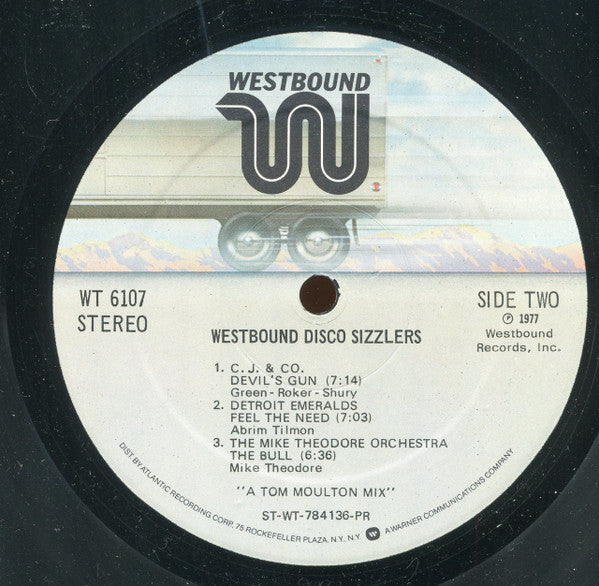 WESTBOUND
WT 6107
STEREO
SIDE TWO
℗ 1977
Westbound
Records, Inc.
WESTBOUND DISCO SIZZLERS
1. C.J. & CO.
DEVIL'S GUN (7:14)
Green - Roker - Shury
2. DETROIT EMERALDS
FEEL THE NEED (7:03)
Abrim Tilmon
3. THE MIKE THEODORE ORCHESTRA
THE BULL (6:36)
Mike Theodore
"A TOM MOULTON MIX"
ST-WT-784136-PR
DIST. BY ATLANTIC RECORDING CORP. 75 ROCKEFELLER PLAZA, N.Y., N.Y. W A WARNER COMMUNICATIONS COMPANY